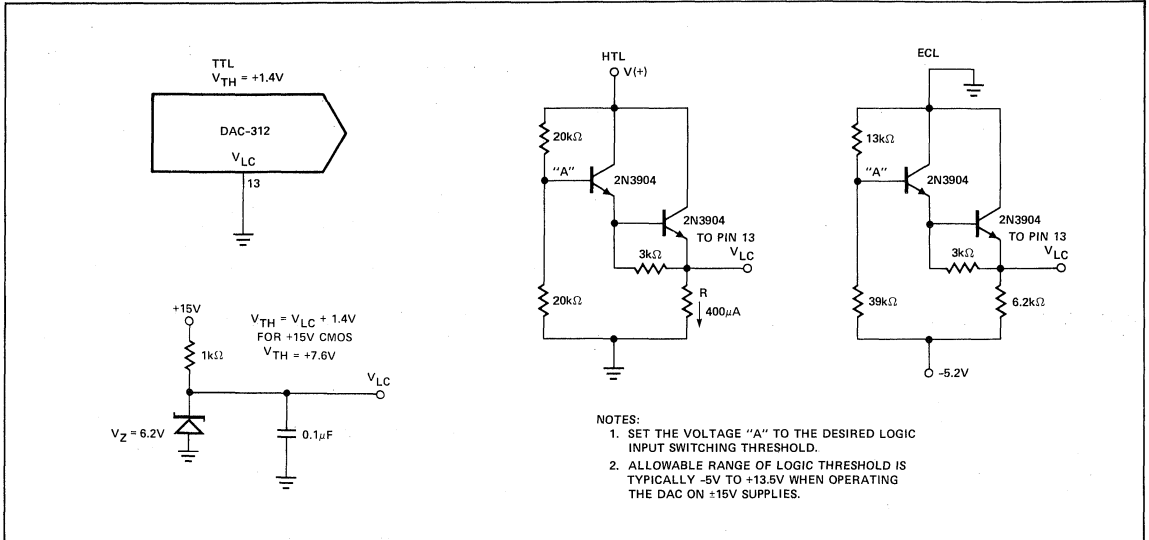 TTL
V_TH = +1.4V
DAC-312
V_LC
13
+15V
1kΩ
V_TH = V_LC + 1.4V
FOR +15V CMOS
V_TH = +7.6V
V_LC
V_Z = 6.2V
0.1μF
HTL
V(+)
20kΩ
"A"
2N3904
2N3904
TO PIN 13
V_LC
3kΩ
20kΩ
R
400μA
ECL
13kΩ
"A"
2N3904
2N3904
TO PIN 13
V_LC
3kΩ
39kΩ
6.2kΩ
-5.2V
NOTES:
1. SET THE VOLTAGE "A" TO THE DESIRED LOGIC
INPUT SWITCHING THRESHOLD.
2. ALLOWABLE RANGE OF LOGIC THRESHOLD IS
TYPICALLY -5V TO +13.5V WHEN OPERATING
THE DAC ON ±15V SUPPLIES.